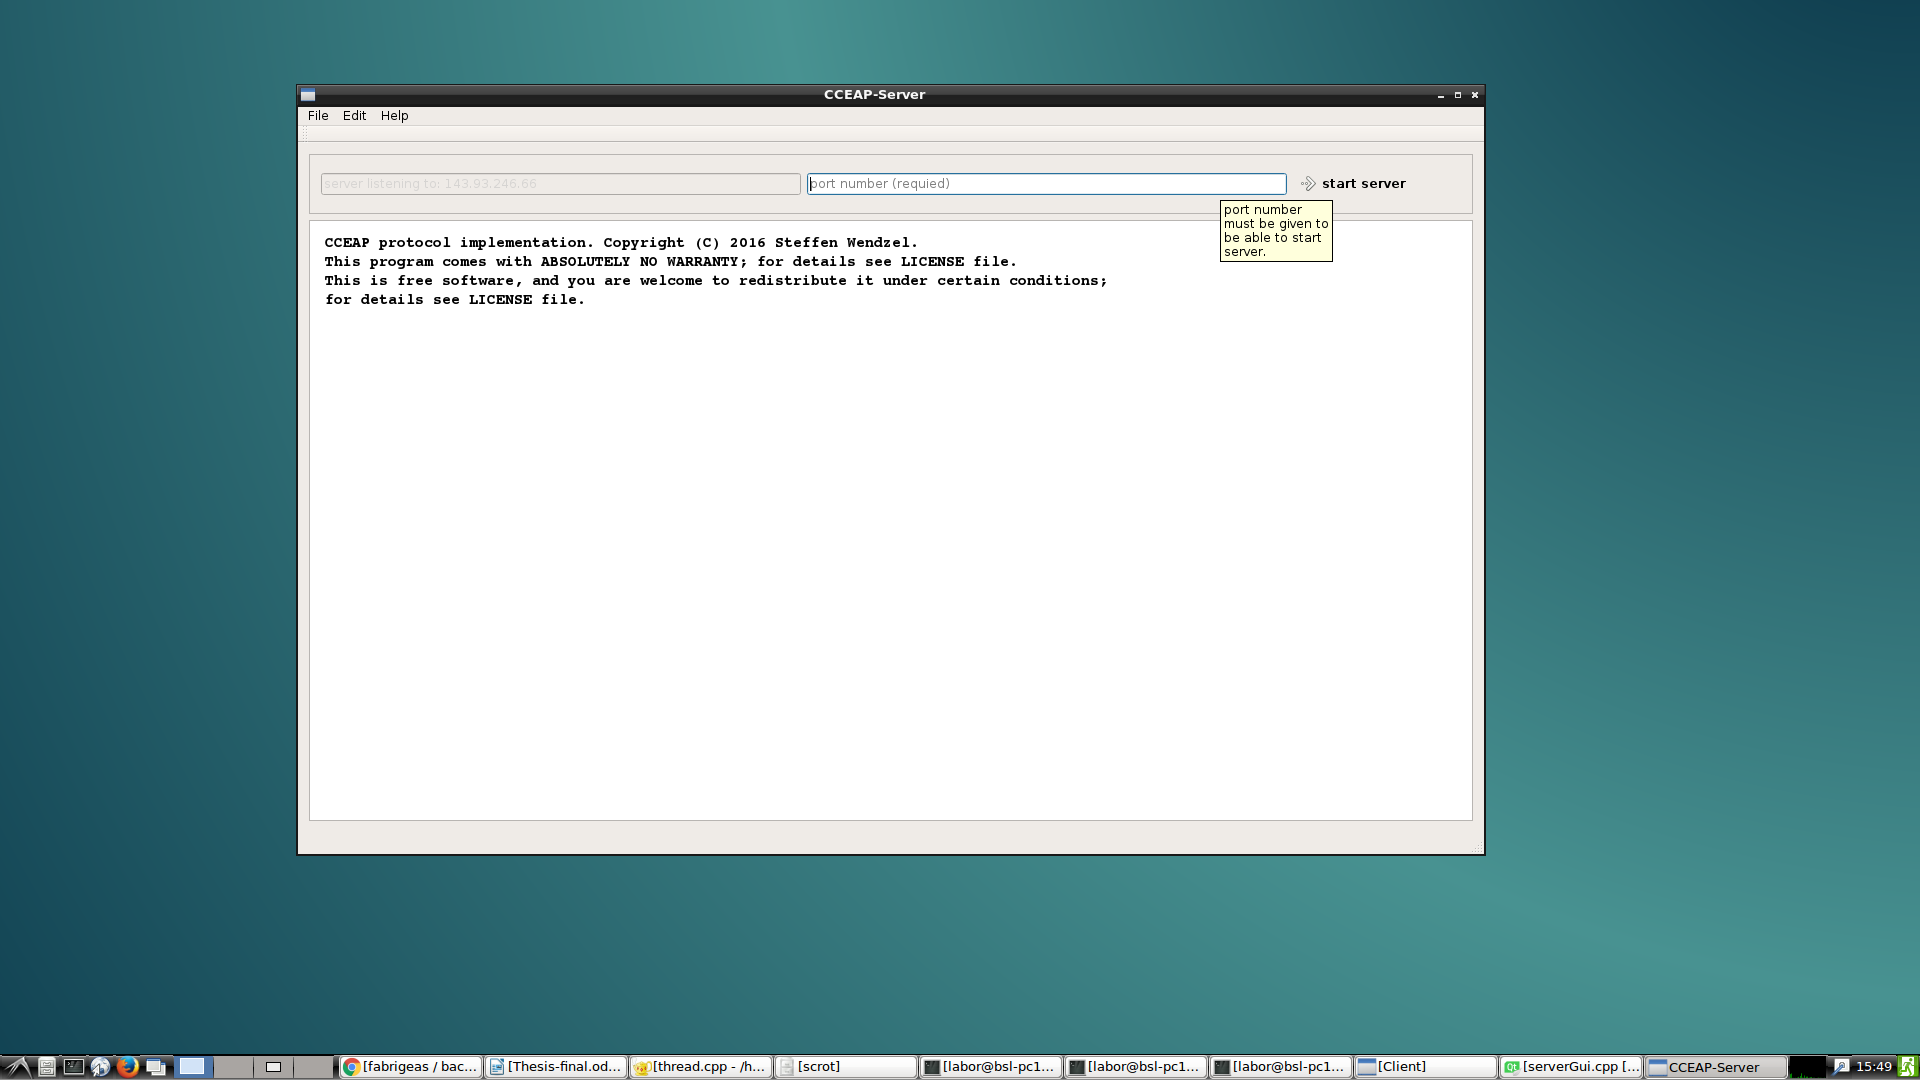 CCEAP-Server
File Edit Help
server listening to: 143.93.246.66
port number (requied)
start server
port number
must be given to
be able to start
server.
CCEAP protocol implementation. Copyright (C) 2016 Steffen Wendzel.
This program comes with ABSOLUTELY NO WARRANTY; for details see LICENSE file.
This is free software, and you are welcome to redistribute it under certain conditions;
for details see LICENSE file.
[fabrigeas / bac... [Thesis-final.od... [thread.cpp - /h... [scrot] [labor@bsl-pc1... [labor@bsl-pc1... [labor@bsl-pc1... [Client] [serverGui.cpp [... CCEAP-Server 15:49